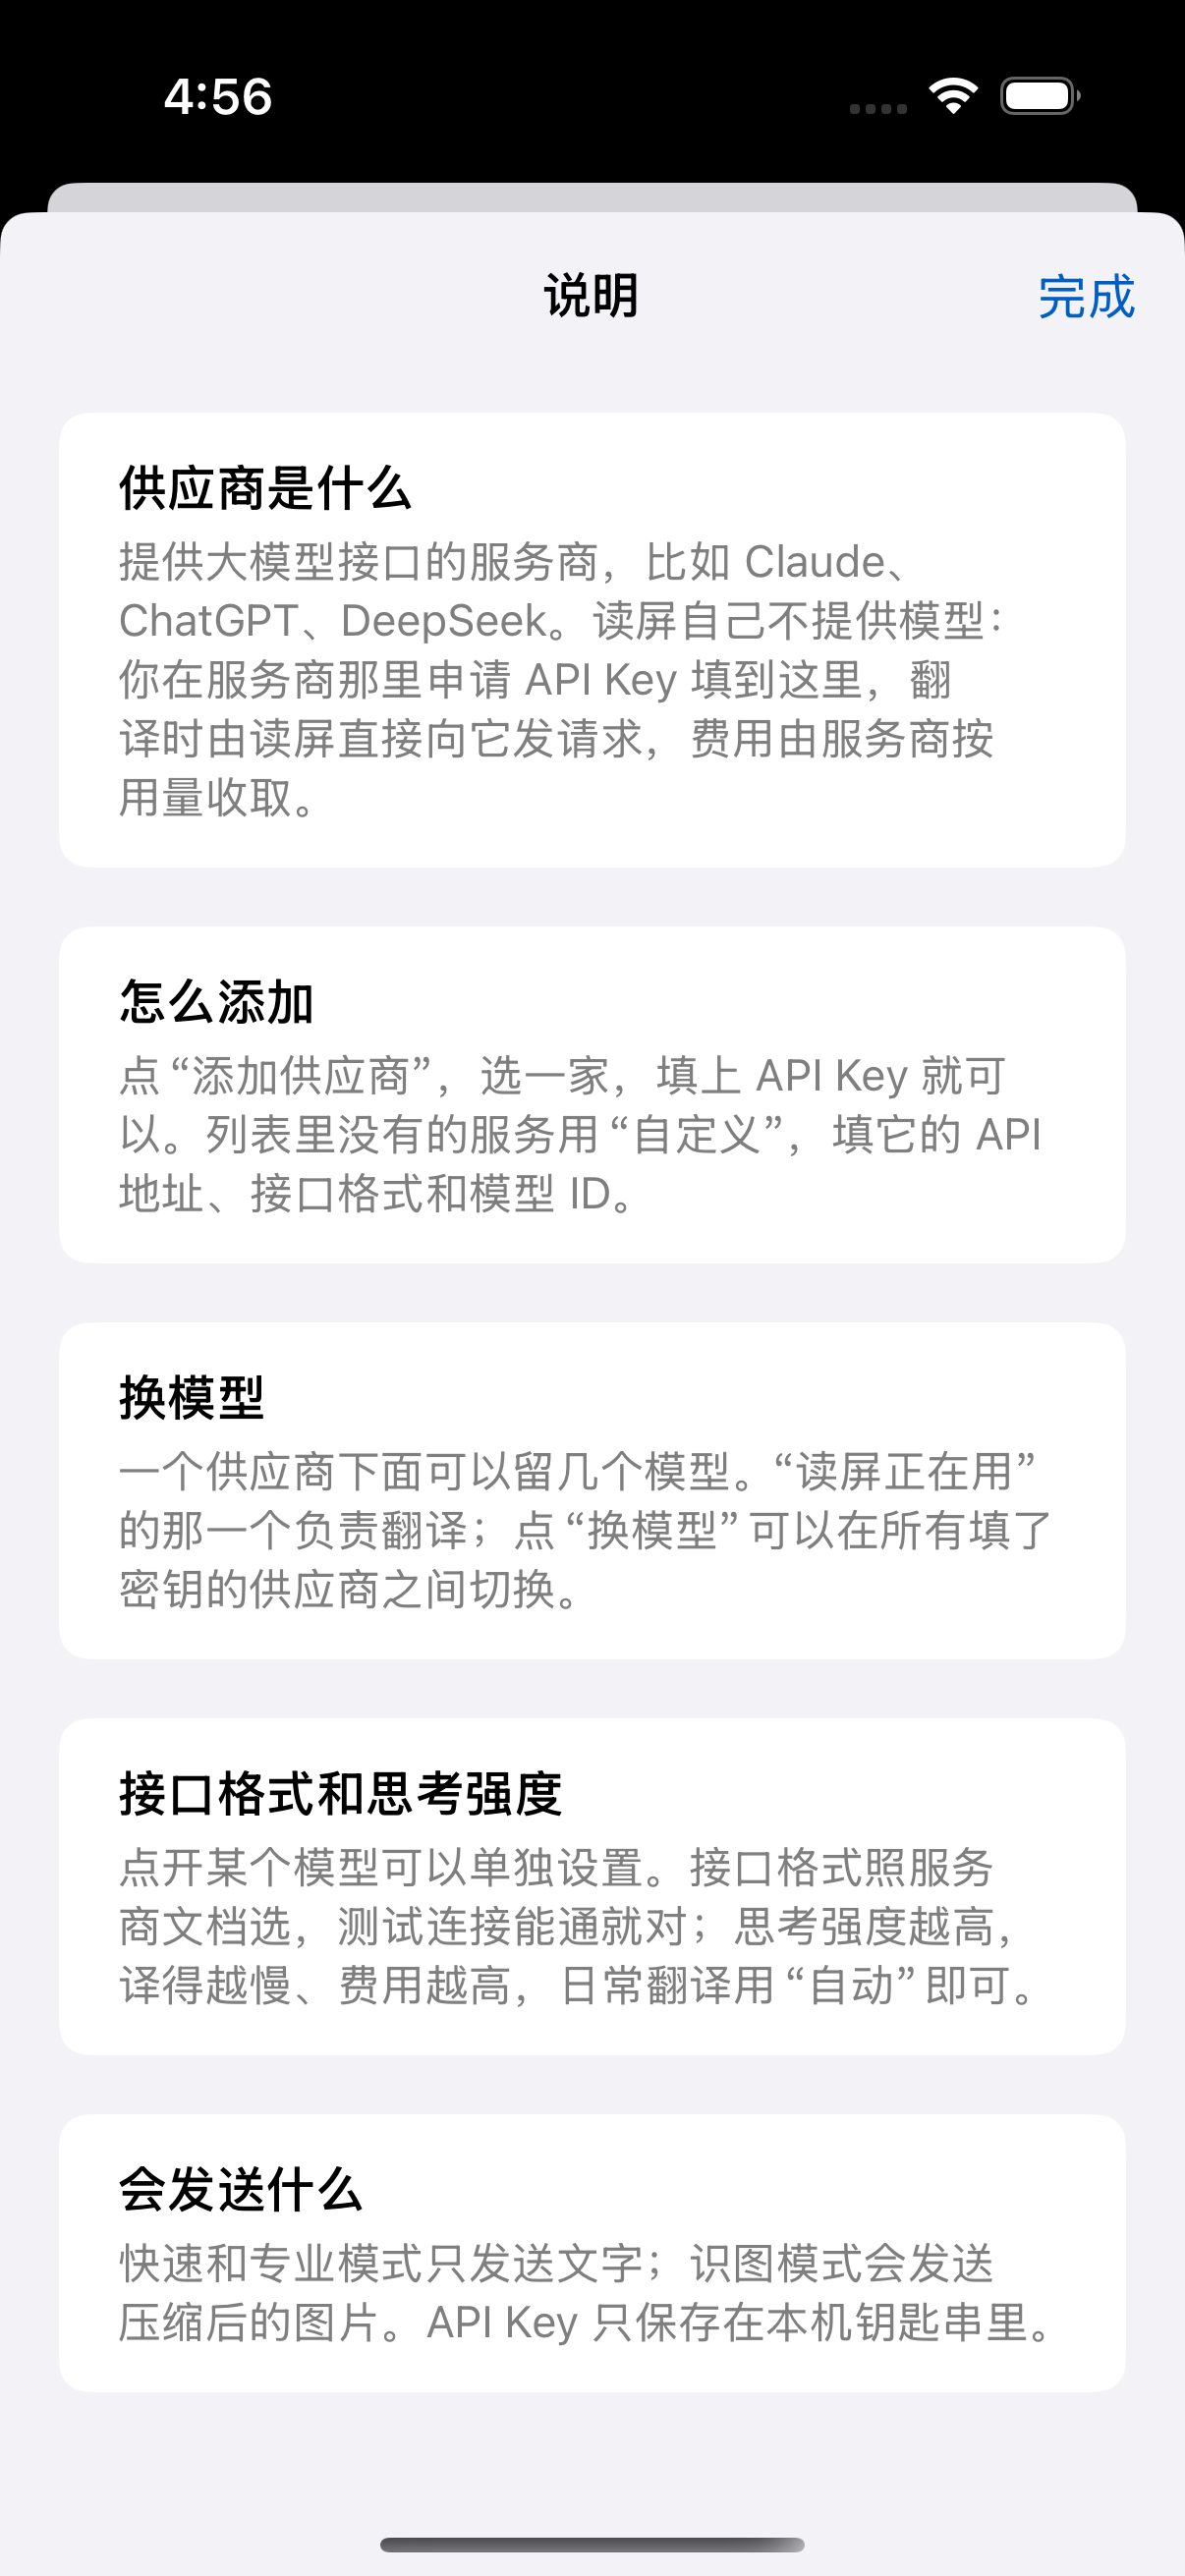 4:56
说明
完成
供应商是什么
提供大模型接口的服务商，比如 Claude、
ChatGPT、DeepSeek。读屏自己不提供模型：
你在服务商那里申请 API Key 填到这里，翻
译时由读屏直接向它发请求，费用由服务商按
用量收取。
怎么添加
点 “添加供应商”，选一家，填上 API Key 就可
以。列表里没有的服务用 “自定义”，填它的 API
地址、接口格式和模型 ID。
换模型
一个供应商下面可以留几个模型。“读屏正在用”
的那一个负责翻译；点 “换模型” 可以在所有填了
密钥的供应商之间切换。
接口格式和思考强度
点开某个模型可以单独设置。接口格式照服务
商文档选，测试连接能通就对；思考强度越高，
译得越慢、费用越高，日常翻译用 “自动” 即可。
会发送什么
快速和专业模式只发送文字；识图模式会发送
压缩后的图片。API Key 只保存在本机钥匙串里。